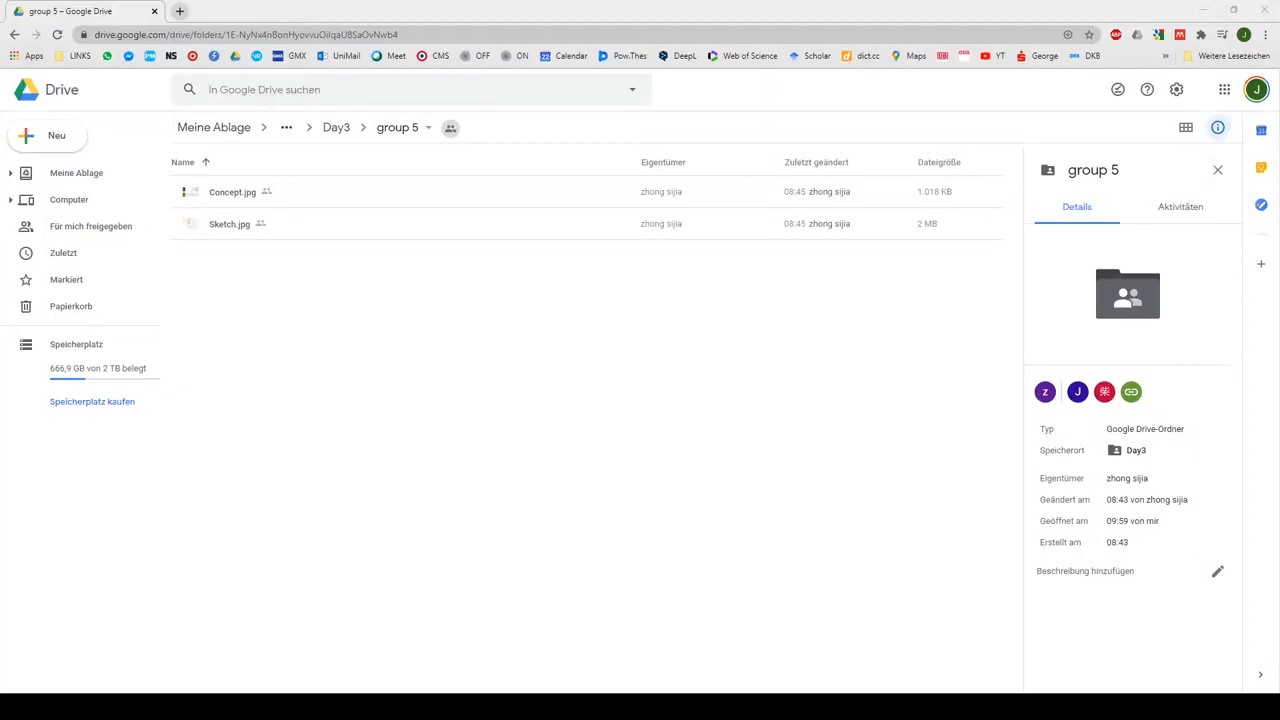 group 5 – Google Drive
drive.google.com/drive/folders/1E-NyNx4nBonHyovvuOilqaU8SaOvNwb4
Apps LINKS NS GMX UniMail Meet CMS OFF ON Calendar Pow.Thes DeepL Web of Science Scholar dict.cc Maps YT George DKB Weitere Lesezeichen
Drive
In Google Drive suchen
J
Neu
Meine Ablage > ... > Day3 > group 5
Name Eigentümer Zuletzt geändert Dateigröße
Concept.jpg zhong sijia 08:45 zhong sijia 1.018 KB
Sketch.jpg zhong sijia 08:45 zhong sijia 2 MB
Meine Ablage
Computer
Für mich freigegeben
Zuletzt
Markiert
Papierkorb
Speicherplatz
666,9 GB von 2 TB belegt
Speicherplatz kaufen
group 5
Details Aktivitäten
z J 柴
Typ Google Drive-Ordner
Speicherort Day3
Eigentümer zhong sijia
Geändert am 08:43 von zhong sijia
Geöffnet am 09:59 von mir
Erstellt am 08:43
Beschreibung hinzufügen